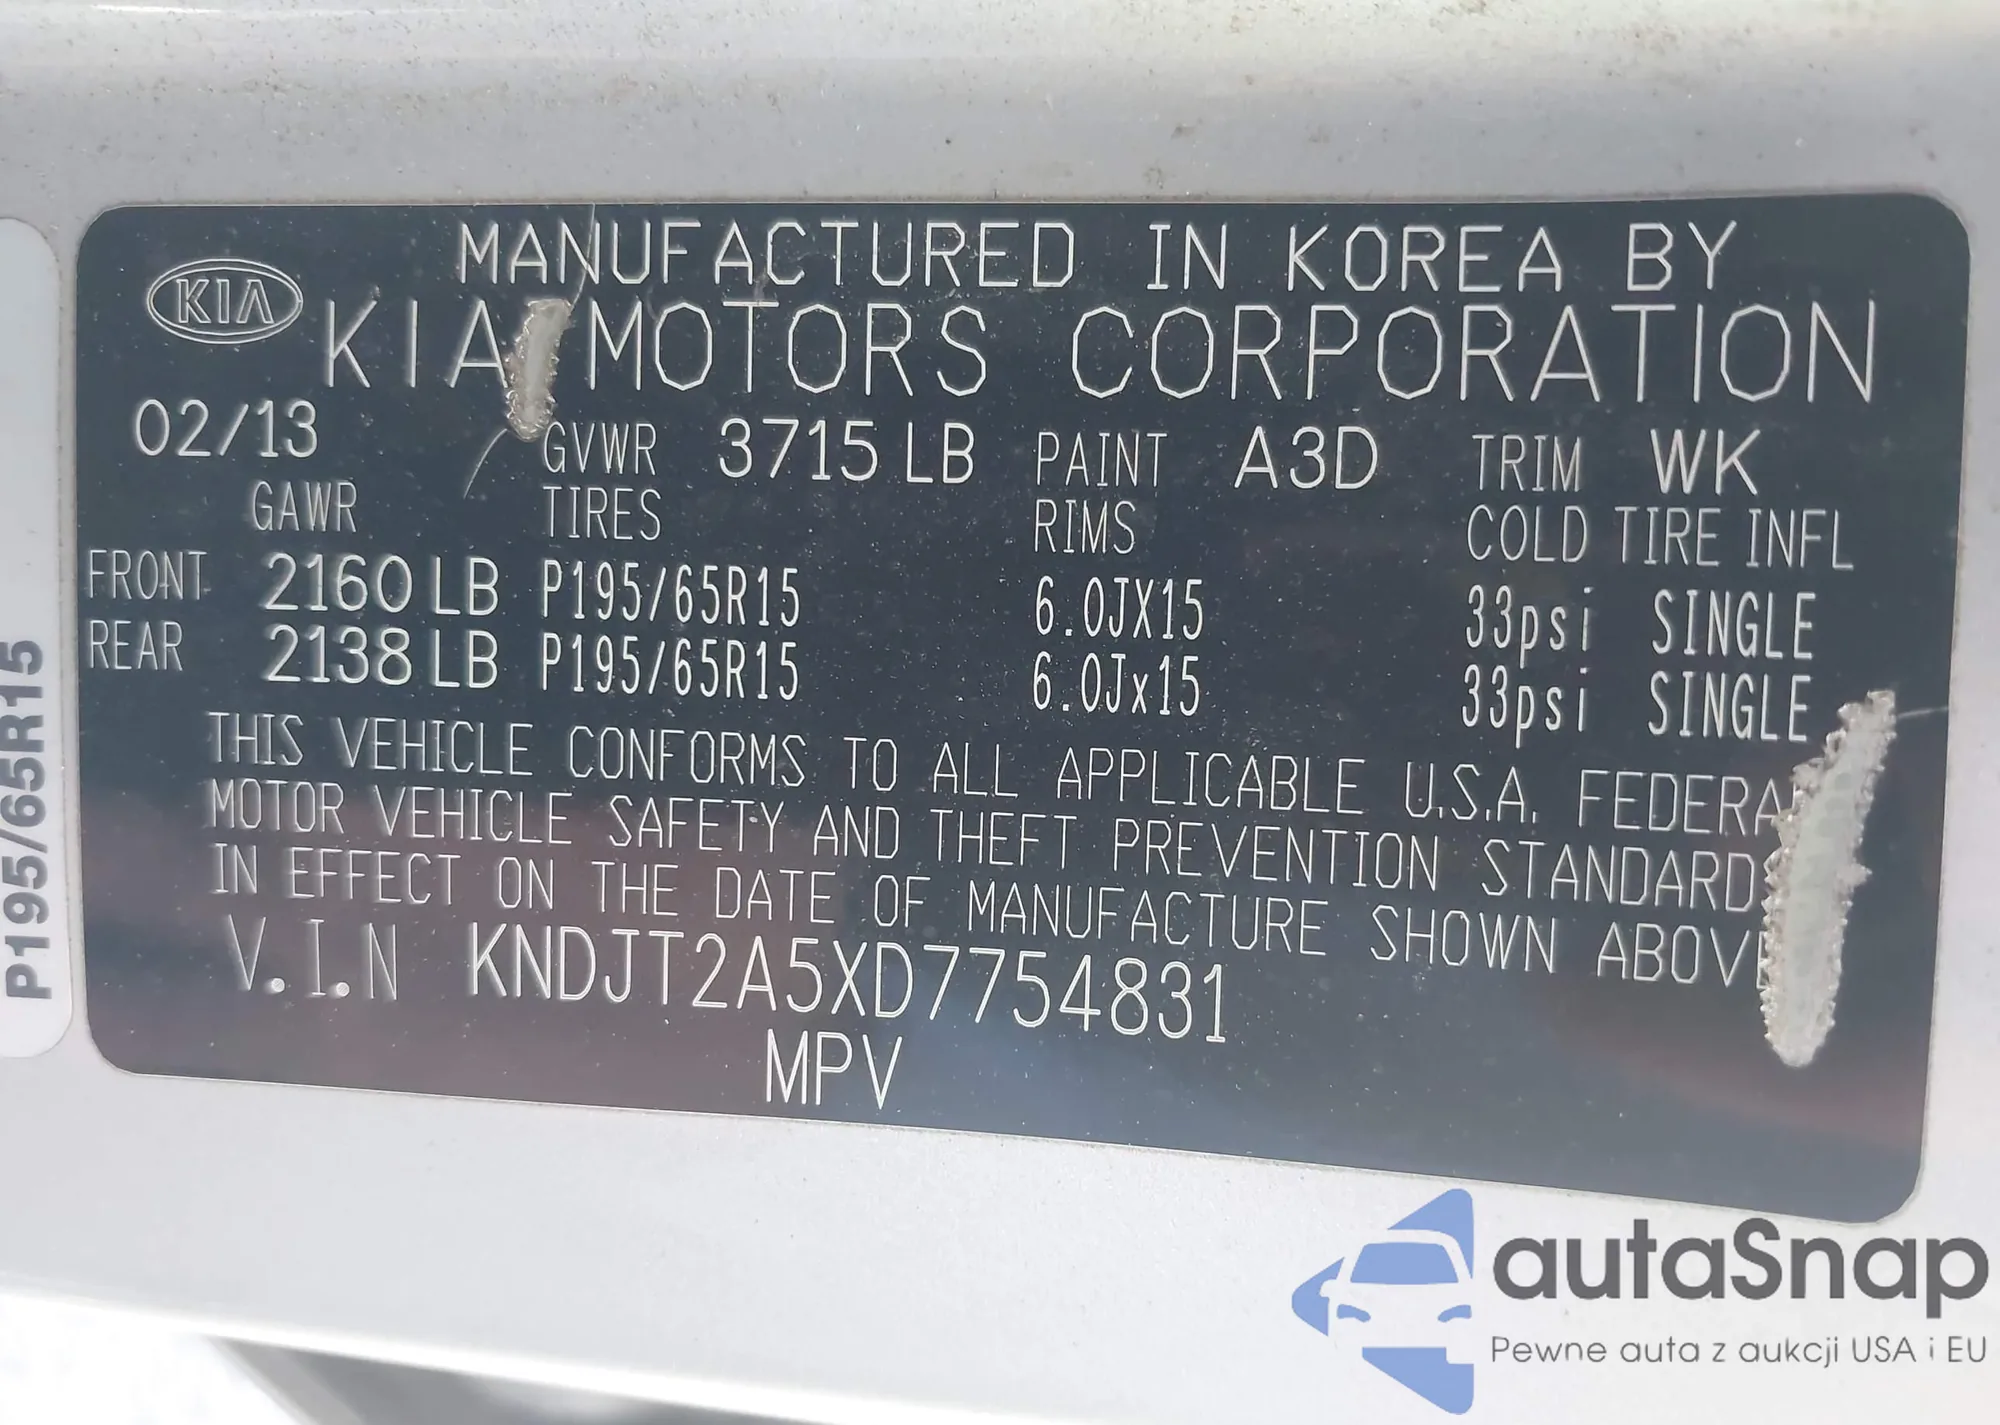 MANUFACTURED IN KOREA BY
KIA
KIA MOTORS CORPORATION
02/13 GVWR 3715 LB PAINT A3D TRIM WK
GAWR TIRES RIMS COLD TIRE INFL
FRONT 2160 LB P195/65R15 6.0JX15 33psi SINGLE
REAR 2138 LB P195/65R15 6.0Jx15 33psi SINGLE
THIS VEHICLE CONFORMS TO ALL APPLICABLE U.S.A. FEDERA
MOTOR VEHICLE SAFETY AND THEFT PREVENTION STANDARDS
IN EFFECT ON THE DATE OF MANUFACTURE SHOWN ABOVE
V.I.N KNDJT2A5XD7754831
MPV
P195/65R15
autaSnap
Pewne auta z aukcji USA i EU